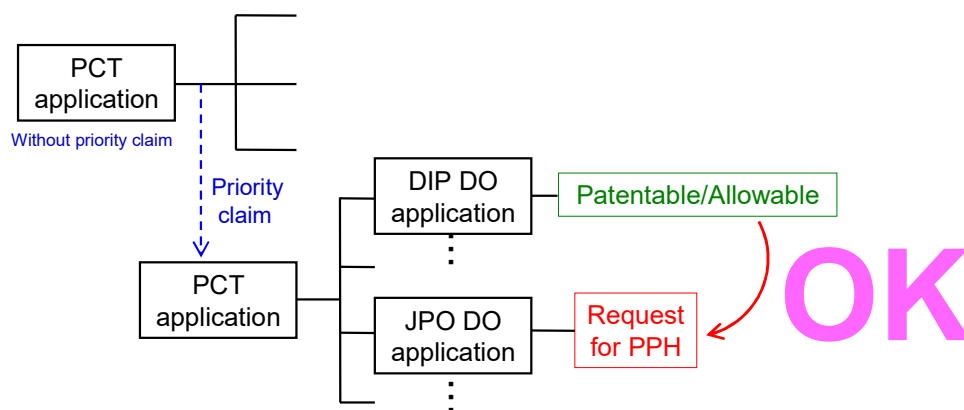 PCT
application
Without priority claim
Priority
claim
DIP DO
application
Patentable/Allowable
PCT
application
JPO DO
application
Request
for PPH
OK